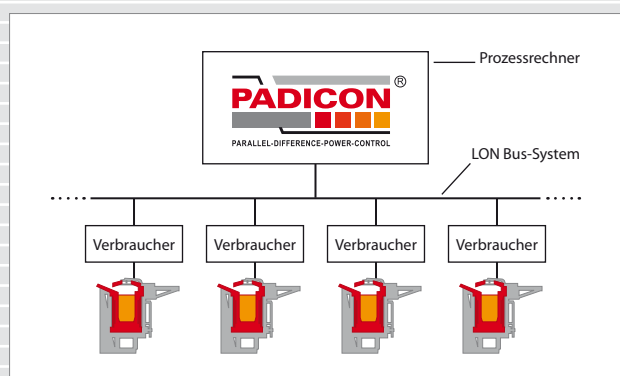 Prozessrechner
PADICON®
PARALLEL-DIFFERENCE-POWER-CONTROL
LON Bus-System
Verbraucher
Verbraucher
Verbraucher
Verbraucher